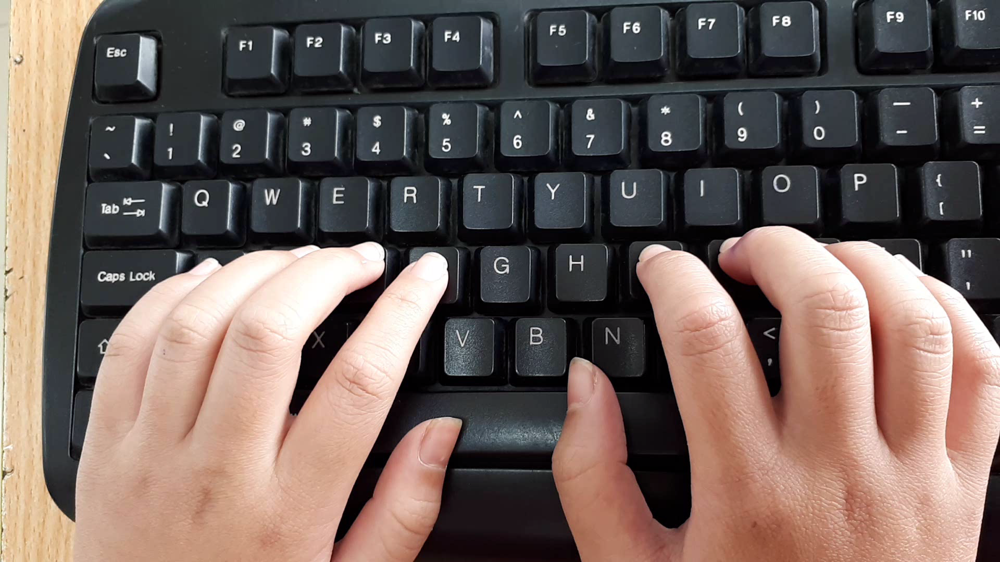 Esc F1 F2 F3 F4 F5 F6 F7 F8 F9 F10
~ ! @ # $ % ^ & * ( ) — +
` 1 2 3 4 5 6 7 8 9 0 - =
Tab Q W E R T Y U I O P { [
Caps Lock G H " '
X V B N < ,